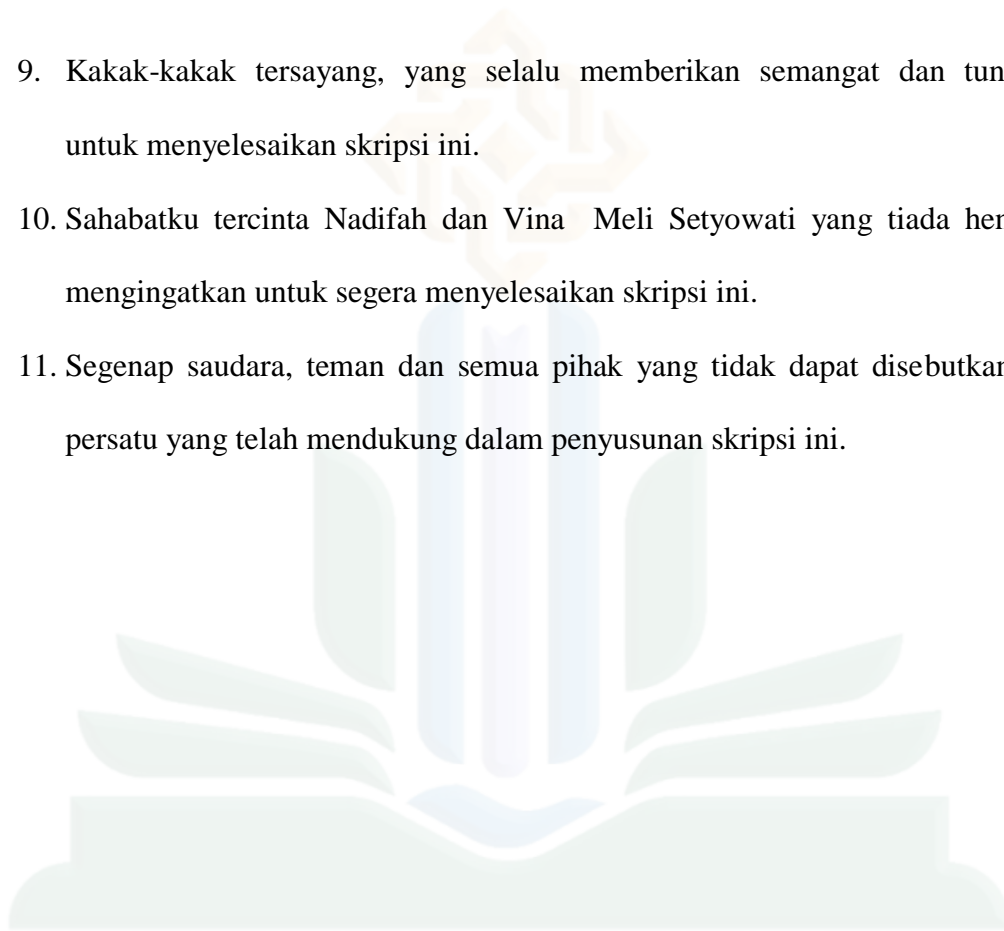 9. Kakak-kakak tersayang, yang selalu memberikan semangat dan tun
untuk menyelesaikan skripsi ini.
10. Sahabatku tercinta Nadifah dan Vina Meli Setyowati yang tiada
mengingatkan untuk segera menyelesaikan skripsi ini.
11. Segenap saudara, teman dan semua pihak yang tidak dapat disebutkan
persatu yang telah mendukung dalam penyusunan skripsi ini.